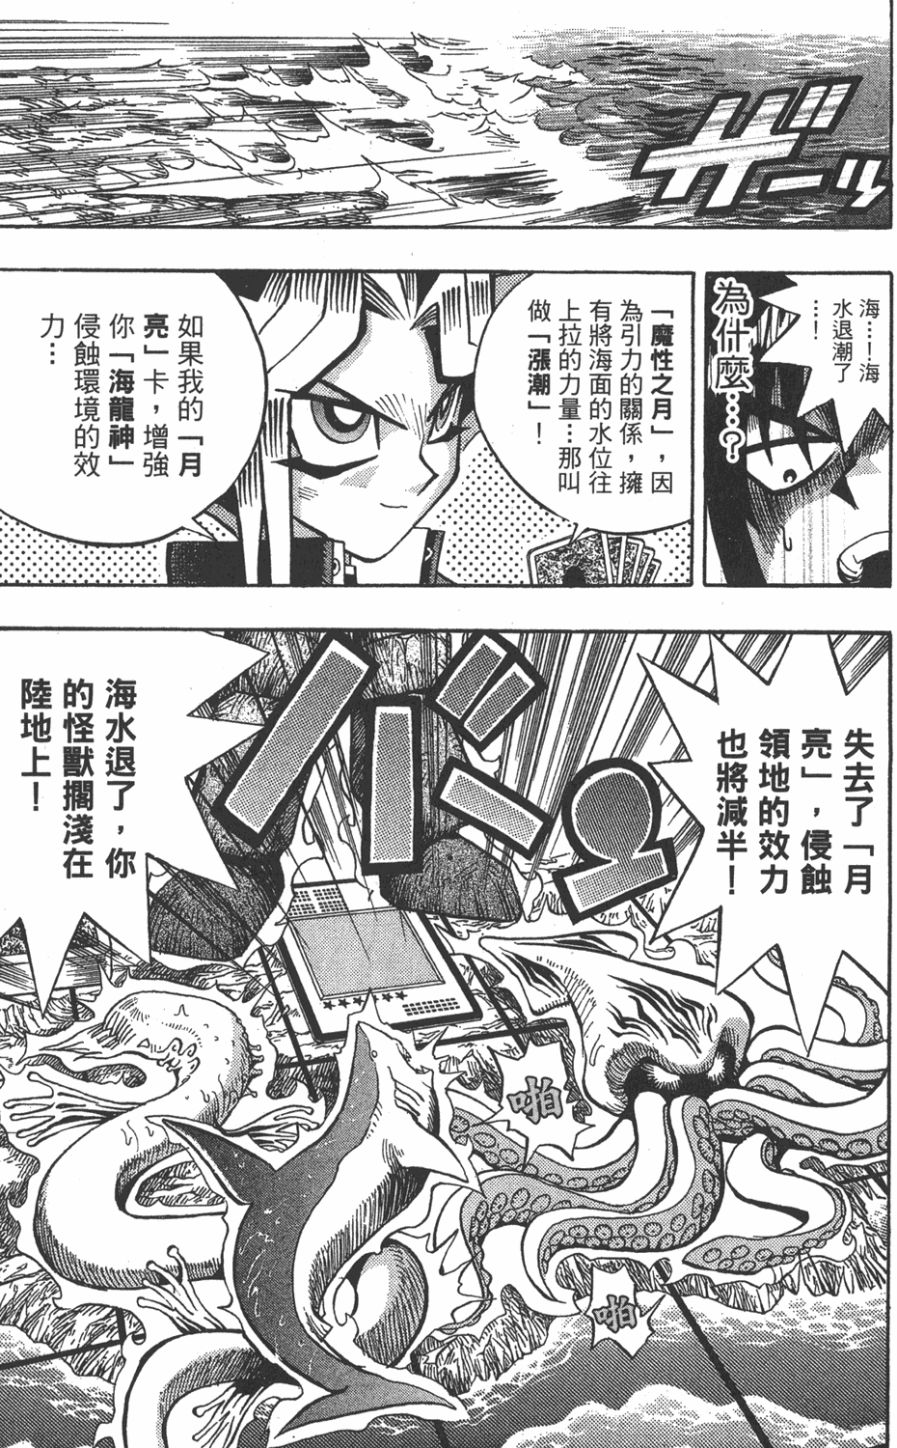 ザーッ
海…！海
水退潮了
…！
為什麼…？
「魔性之月」，因
為引力的關係，擁
有將海面的水位往
上拉的力量…那叫
做「漲潮」！
如果我的「月
亮」卡，增強
你「海龍神」
侵蝕環境的效
力…
失去了「月
亮」，侵蝕
領地的效力
也將減半！
バーン
海水退了，你
的怪獸擱淺在
陸地上！
啪
啪